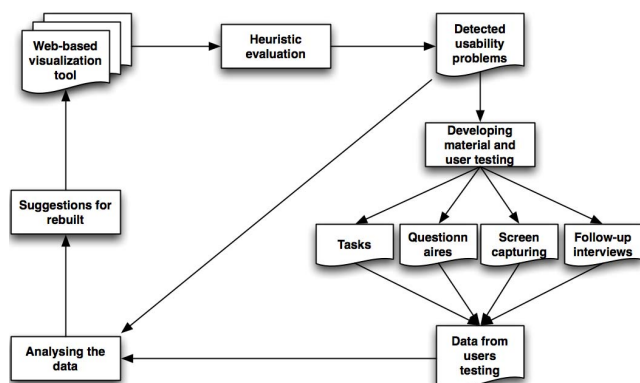 Web-based
visualization
tool
Heuristic
evaluation
Detected
usability
problems
Developing
material and
user testing
Suggestions for
rebuilt
Tasks
Questionn
aires
Screen
capturing
Follow-up
interviews
Analysing the
data
Data from
users
testing